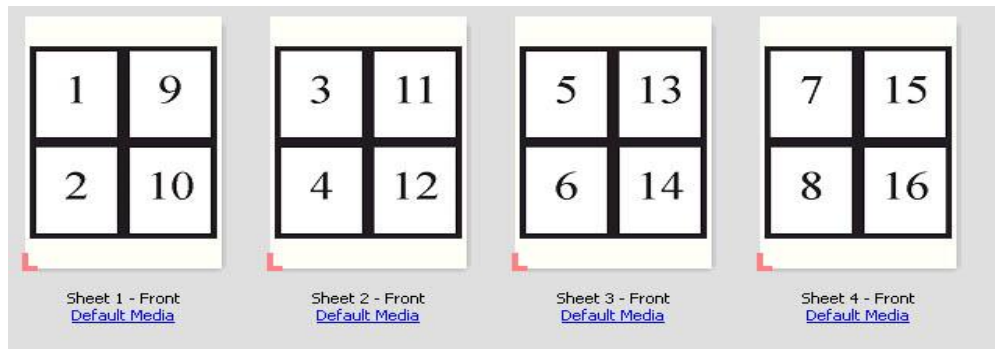 1 9 3 11 5 13 7 15
2 10 4 12 6 14 8 16
Sheet 1 - Front Sheet 2 - Front Sheet 3 - Front Sheet 4 - Front
Default Media Default Media Default Media Default Media